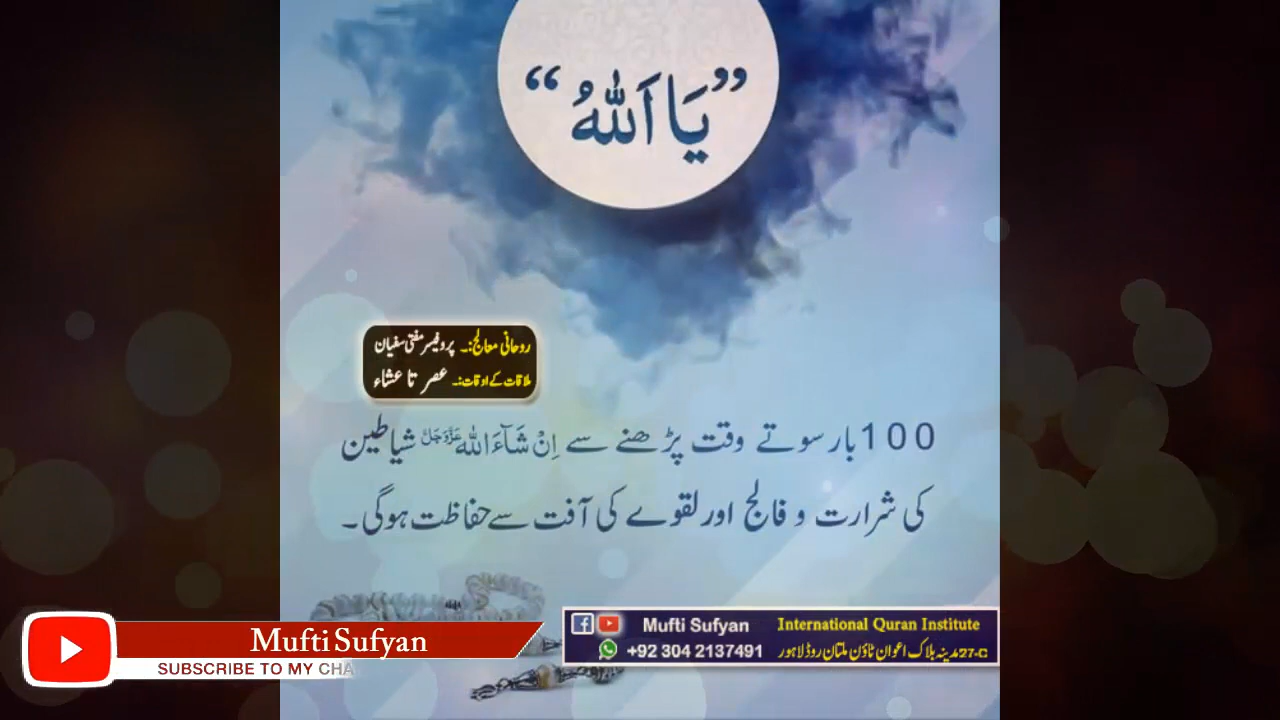 ”یَا اَللّٰہُ“
روحانی معالج:۔ پروفیسر مفتی سفیان
ملاقات کے اوقات:۔ عصر تا عشاء
100 بار سوتے وقت پڑھنے سے اِنْ شَآءَ اللّٰہ عَزَّوَجَلَّ شیاطین
کی شرارت و فالج اور لقوے کی آفت سے حفاظت ہوگی۔
Mufti Sufyan
International Quran Institute
+92 304 2137491
27-C مدینہ بلاک اعوان ٹاؤن ملتان روڈ لاہور
Mufti Sufyan
SUBSCRIBE TO MY CHA